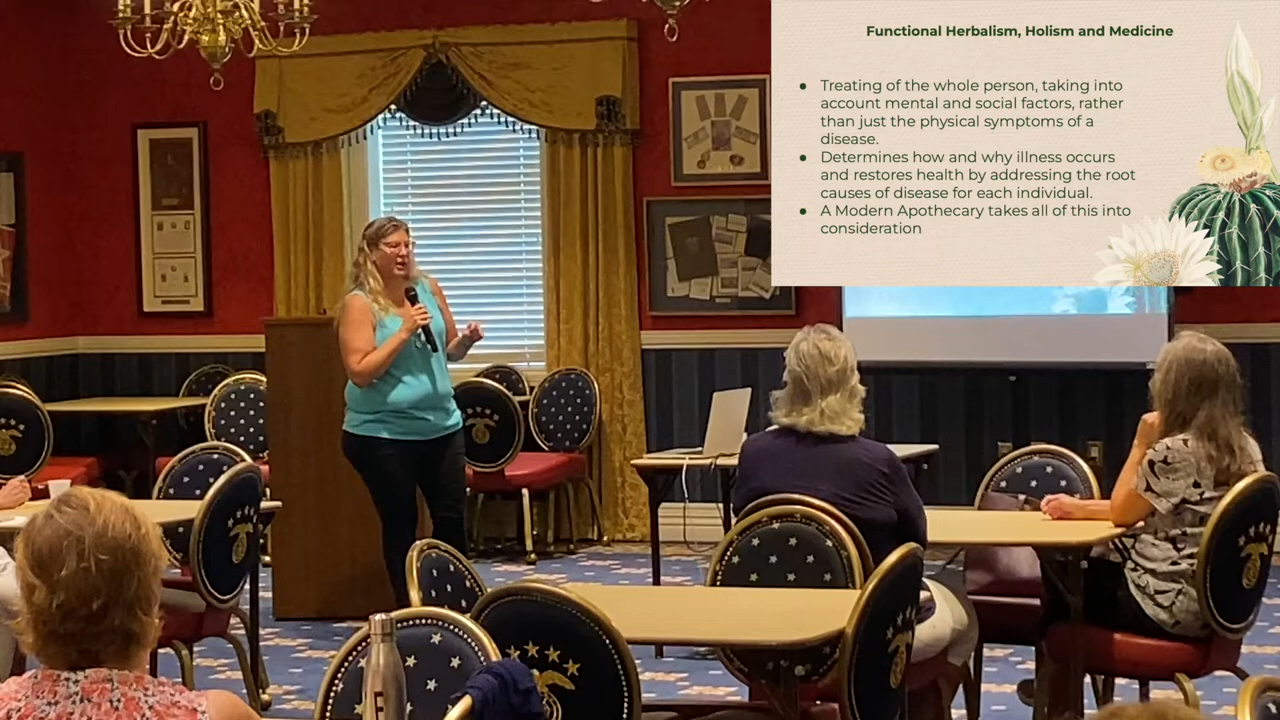 Functional Herbalism, Holism and Medicine
Treating of the whole person, taking into
account mental and social factors, rather
than just the physical symptoms of a
disease.
Determines how and why illness occurs
and restores health by addressing the root
causes of disease for each individual.
A Modern Apothecary takes all of this into
consideration